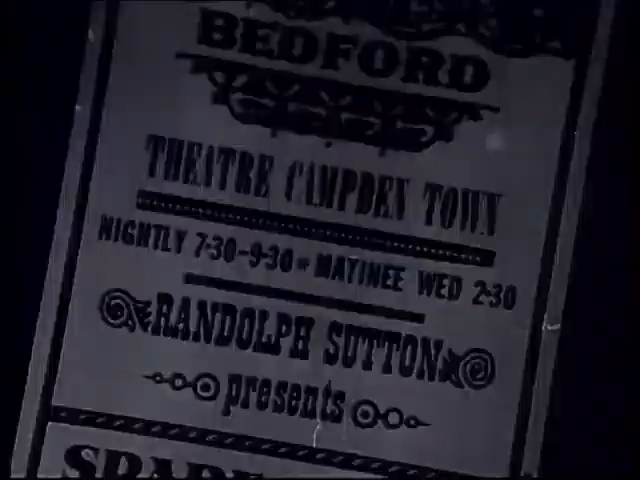 BEDFORD
THEATRE CAMPDEN TOWN
NIGHTLY 7-30-9-30 = MATINEE WED 2-30
RANDOLPH SUTTON
presents